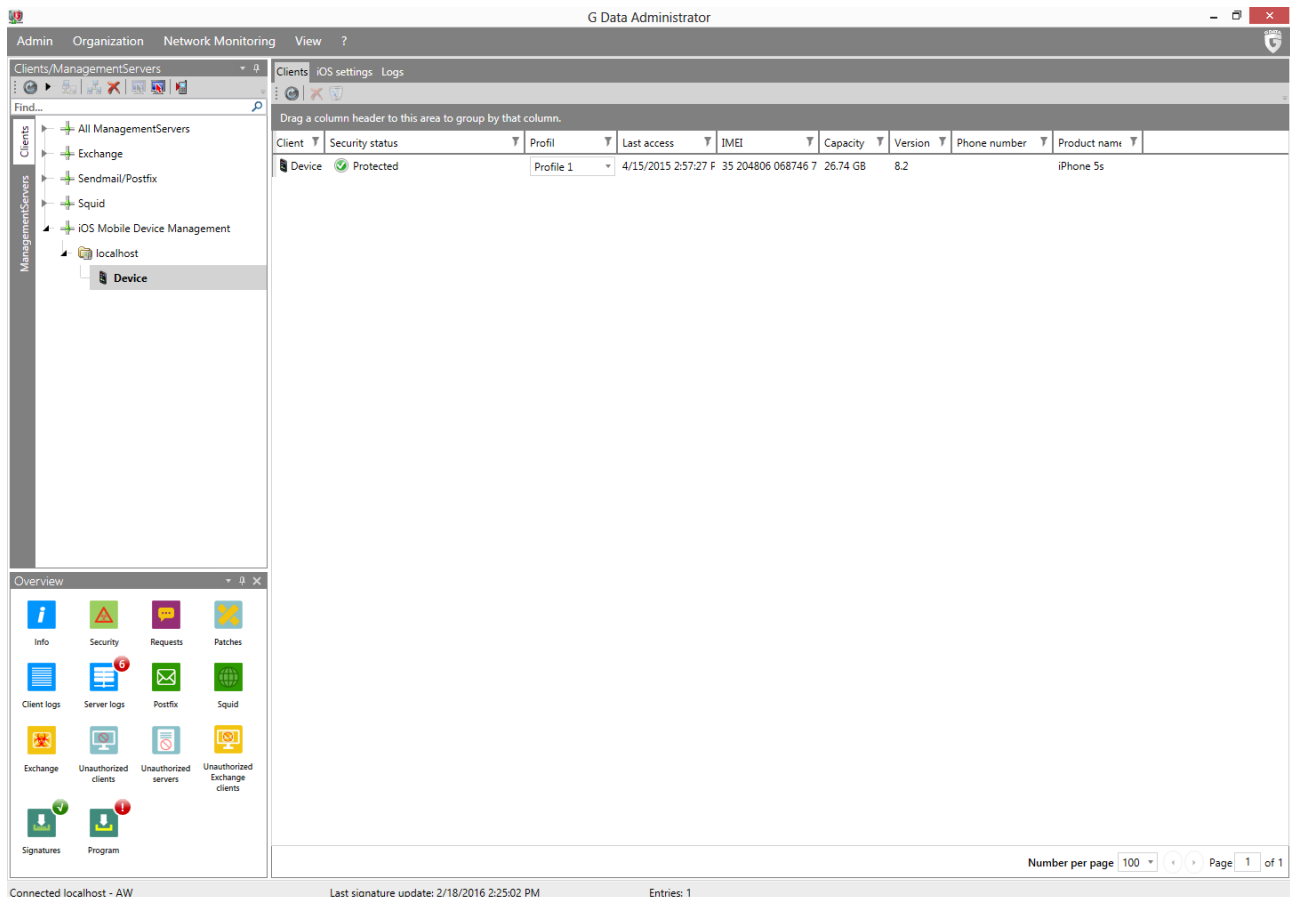 G Data Administrator
Admin Organization Network Monitoring View ?
G DATA
Clients/ManagementServers
Find...
Clients
ManagementServers
All ManagementServers
Exchange
Sendmail/Postfix
Squid
iOS Mobile Device Management
localhost
Device
Clients iOS settings Logs
Drag a column header to this area to group by that column.
Client Security status Profil Last access IMEI Capacity Version Phone number Product name
Device Protected Profile 1 4/15/2015 2:57:27 P 35 204806 068746 7 26.74 GB 8.2 iPhone 5s
Overview
Info Security Requests Patches
6
Client logs Server logs Postfix Squid
Exchange Unauthorized clients Unauthorized servers Unauthorized Exchange clients
Signatures Program
Number per page 100 Page 1 of 1
Connected localhost - AW Last signature update: 2/18/2016 2:25:02 PM Entries: 1